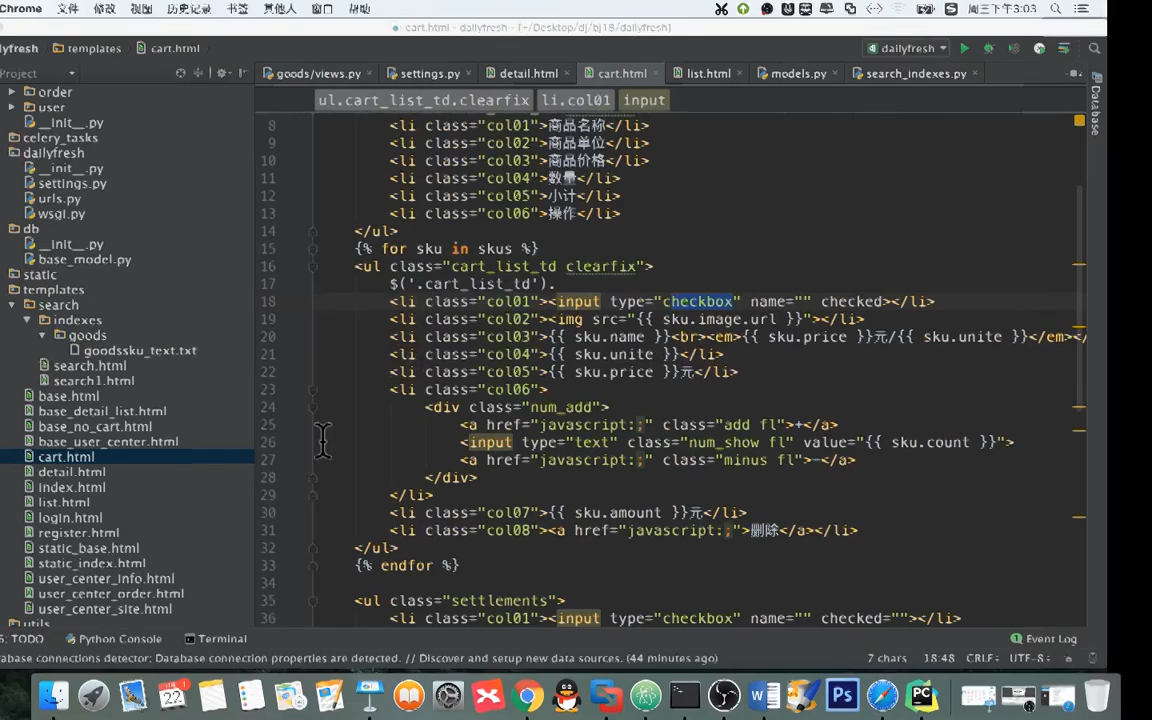 Chrome 文件 修改 视图 历史记录 书签 其他人 窗口 帮助 周三下午3:03
cart.html - dailyfresh - [~/Desktop/dj/bj18/dailyfresh]
lyfresh templates cart.html dailyfresh
Project goods/views.py settings.py detail.html cart.html list.html models.py search_indexes.py
ul.cart_list_td.clearfix li.col01 input
Database
order
user
__init__.py
celery_tasks
dailyfresh
__init__.py
settings.py
urls.py
wsgi.py
db
__init__.py
base_model.py
static
templates
search
indexes
goods
goodssku_text.txt
search.html
search1.html
base.html
base_detail_list.html
base_no_cart.html
base_user_center.html
cart.html
detail.html
index.html
list.html
login.html
register.html
static_base.html
static_index.html
user_center_info.html
user_center_order.html
user_center_site.html
utils
8 <li class="col01">商品名称</li>
9 <li class="col02">商品单位</li>
10 <li class="col03">商品价格</li>
11 <li class="col04">数量</li>
12 <li class="col05">小计</li>
13 <li class="col06">操作</li>
14 </ul>
15 {% for sku in skus %}
16 <ul class="cart_list_td clearfix">
17 $('.cart_list_td').
18 <li class="col01"><input type="checkbox" name="" checked></li>
19 <li class="col02"><img src="{{ sku.image.url }}"></li>
20 <li class="col03">{{ sku.name }}<br><em>{{ sku.price }}元/{{ sku.unite }}</em></
21 <li class="col04">{{ sku.unite }}</li>
22 <li class="col05">{{ sku.price }}元</li>
23 <li class="col06">
24 <div class="num_add">
25 <a href="javascript:;" class="add fl">+</a>
26 <input type="text" class="num_show fl" value="{{ sku.count }}">
27 <a href="javascript:;" class="minus fl">-</a>
28 </div>
29 </li>
30 <li class="col07">{{ sku.amount }}元</li>
31 <li class="col08"><a href="javascript:;">删除</a></li>
32 </ul>
33 {% endfor %}
34
35 <ul class="settlements">
36 <li class="col01"><input type="checkbox" name="" checked=""></li>
6: TODO Python Console Terminal Event Log
abase connections detector: Database connection properties are detected. // Discover and setup new data sources. (44 minutes ago) 7 chars 18:48 CRLF÷ UTF-8÷